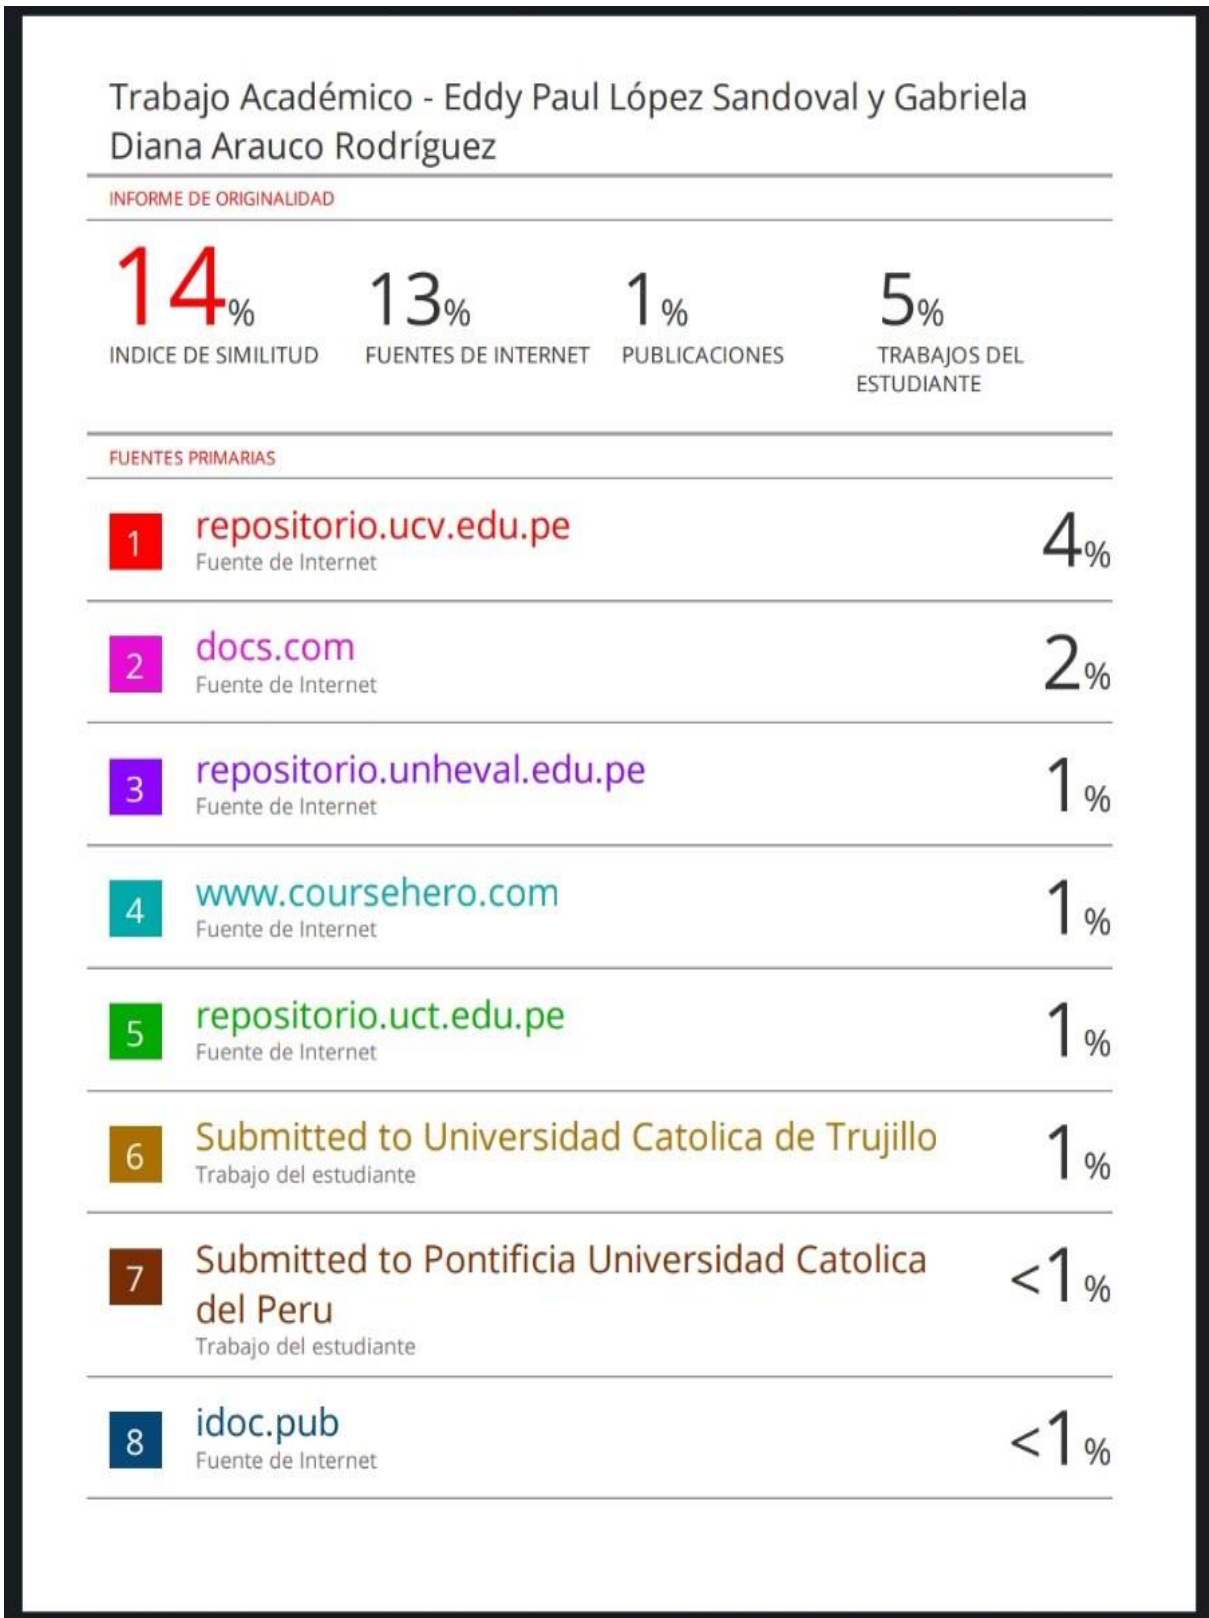 Trabajo Académico - Eddy Paul López Sandoval y Gabriela
Diana Arauco Rodríguez
INFORME DE ORIGINALIDAD
14%
INDICE DE SIMILITUD
13%
FUENTES DE INTERNET
1%
PUBLICACIONES
5%
TRABAJOS DEL
ESTUDIANTE
FUENTES PRIMARIAS
1
repositorio.ucv.edu.pe
Fuente de Internet
4%
2
docs.com
Fuente de Internet
2%
3
repositorio.unheval.edu.pe
Fuente de Internet
1%
4
www.coursehero.com
Fuente de Internet
1%
5
repositorio.uct.edu.pe
Fuente de Internet
1%
6
Submitted to Universidad Catolica de Trujillo
Trabajo del estudiante
1%
7
Submitted to Pontificia Universidad Catolica
del Peru
Trabajo del estudiante
<1%
8
idoc.pub
Fuente de Internet
<1%